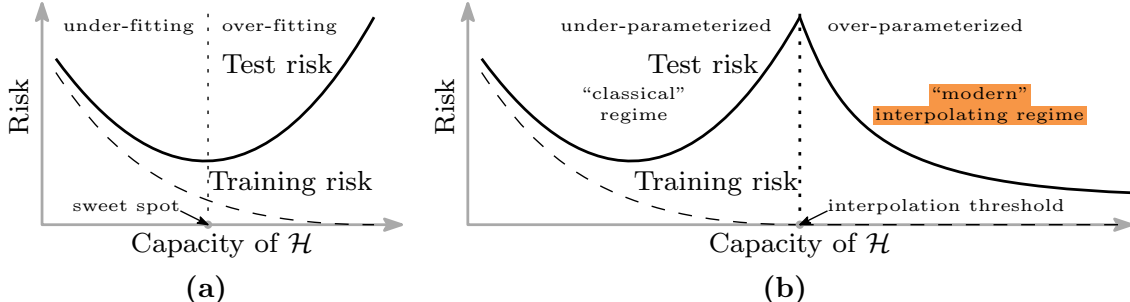 under-fitting
over-fitting
Test risk
Risk
Training risk
sweet spot
Capacity of ℋ
(a)
under-parameterized
over-parameterized
Test risk
“classical”
regime
“modern”
interpolating regime
Risk
Training risk
interpolation threshold
Capacity of ℋ
(b)